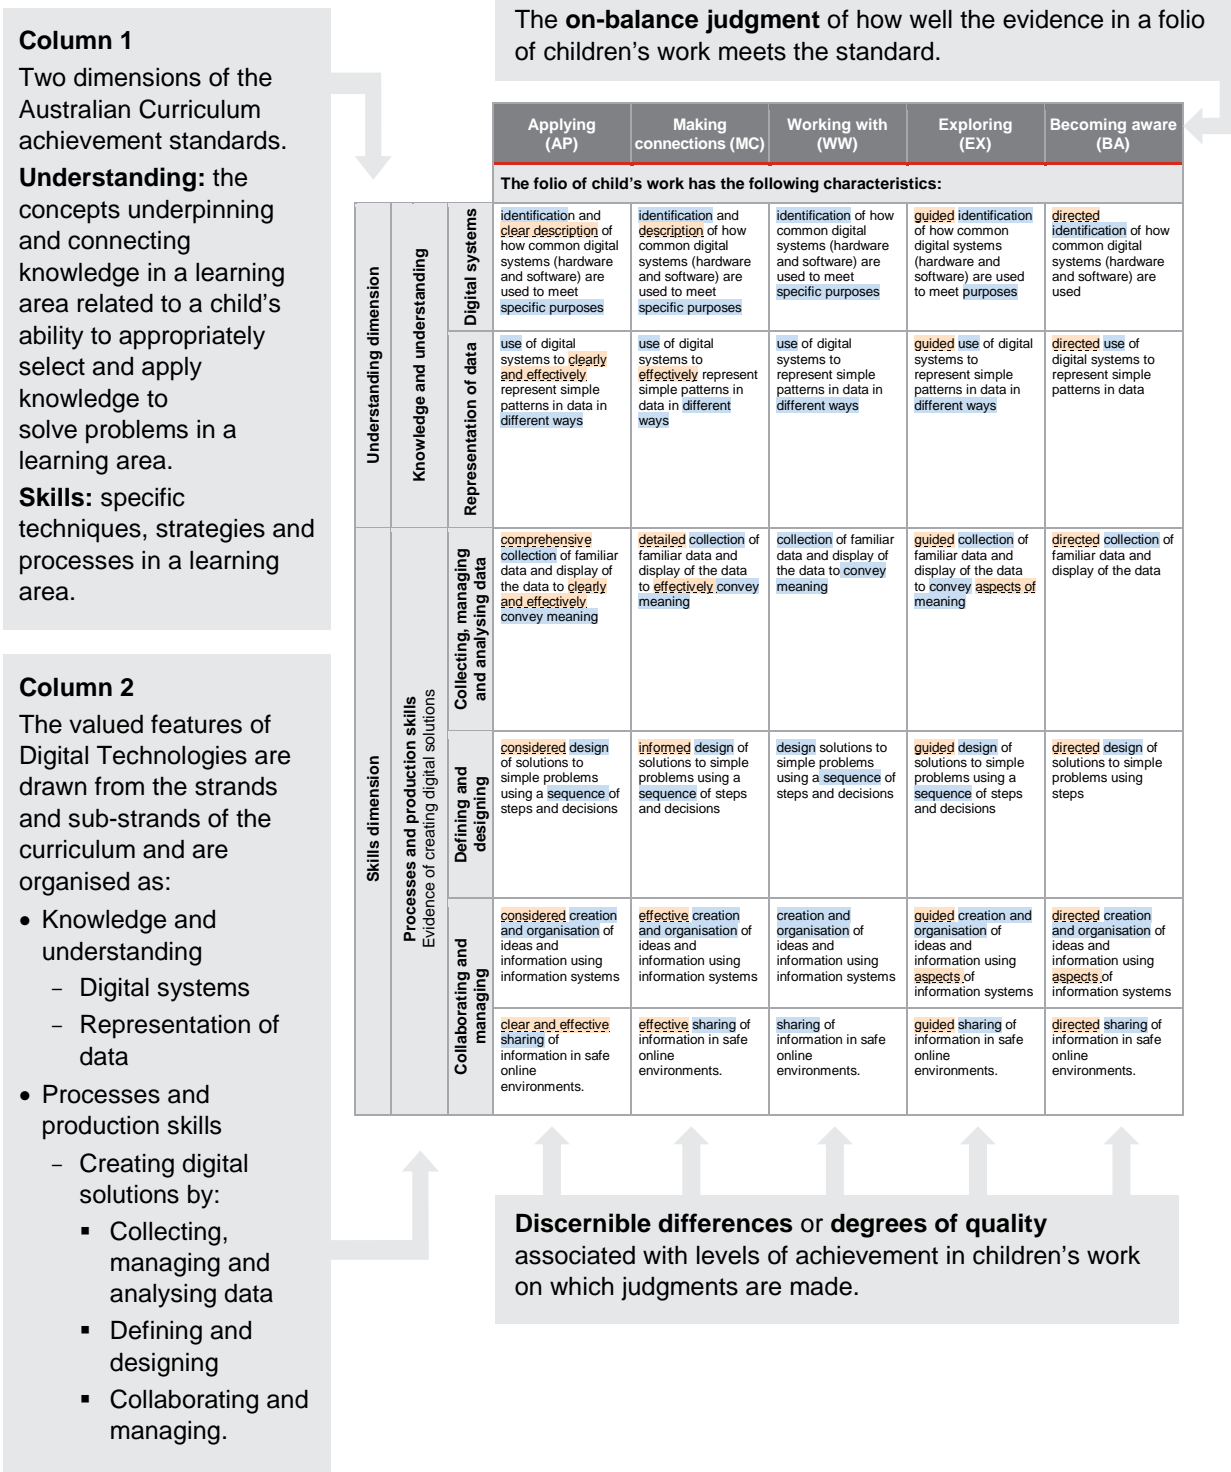 Column 1
Two dimensions of the
Australian Curriculum
achievement standards.
Understanding: the
concepts underpinning
and connecting
knowledge in a learning
area related to a child’s
ability to appropriately
select and apply
knowledge to
solve problems in a
learning area.
Skills: specific
techniques, strategies and
processes in a learning
area.
Column 2
The valued features of
Digital Technologies are
drawn from the strands
and sub-strands of the
curriculum and are
organised as:
• Knowledge and
understanding
– Digital systems
– Representation of
data
• Processes and
production skills
– Creating digital
solutions by:
▪ Collecting,
managing and
analysing data
▪ Defining and
designing
▪ Collaborating and
managing.
The on-balance judgment of how well the evidence in a folio
of children’s work meets the standard.
Applying
(AP)
Making
connections (MC)
Working with
(WW)
Exploring
(EX)
Becoming aware
(BA)
The folio of child’s work has the following characteristics:
Understanding dimension
Knowledge and understanding
Digital systems
identification and
clear description of
how common digital
systems (hardware
and software) are
used to meet
specific purposes
identification and
description of how
common digital
systems (hardware
and software) are
used to meet
specific purposes
identification of how
common digital
systems (hardware
and software) are
used to meet
specific purposes
guided identification
of how common
digital systems
(hardware and
software) are used
to meet purposes
directed
identification of how
common digital
systems (hardware
and software) are
used
Representation of data
use of digital
systems to clearly
and effectively
represent simple
patterns in data in
different ways
use of digital
systems to
effectively represent
simple patterns in
data in different
ways
use of digital
systems to
represent simple
patterns in data in
different ways
guided use of digital
systems to
represent simple
patterns in data in
different ways
directed use of
digital systems to
represent simple
patterns in data
Skills dimension
Processes and production skills
Evidence of creating digital solutions
Collecting, managing
and analysing data
comprehensive
collection of familiar
data and display of
the data to clearly
and effectively
convey meaning
detailed collection of
familiar data and
display of the data
to effectively convey
meaning
collection of familiar
data and display of
the data to convey
meaning
guided collection of
familiar data and
display of the data
to convey aspects of
meaning
directed collection of
familiar data and
display of the data
Defining and
designing
considered design
of solutions to
simple problems
using a sequence of
steps and decisions
informed design of
solutions to simple
problems using a
sequence of steps
and decisions
design solutions to
simple problems
using a sequence of
steps and decisions
guided design of
solutions to simple
problems using a
sequence of steps
and decisions
directed design of
solutions to simple
problems using
steps
Collaborating and
managing
considered creation
and organisation of
ideas and
information using
information systems
effective creation
and organisation of
ideas and
information using
information systems
creation and
organisation of
ideas and
information using
information systems
guided creation and
organisation of
ideas and
information using
aspects of
information systems
directed creation
and organisation of
ideas and
information using
aspects of
information systems
clear and effective
sharing of
information in safe
online
environments.
effective sharing of
information in safe
online
environments.
sharing of
information in safe
online
environments.
guided sharing of
information in safe
online
environments.
directed sharing of
information in safe
online
environments.
Discernible differences or degrees of quality
associated with levels of achievement in children’s work
on which judgments are made.